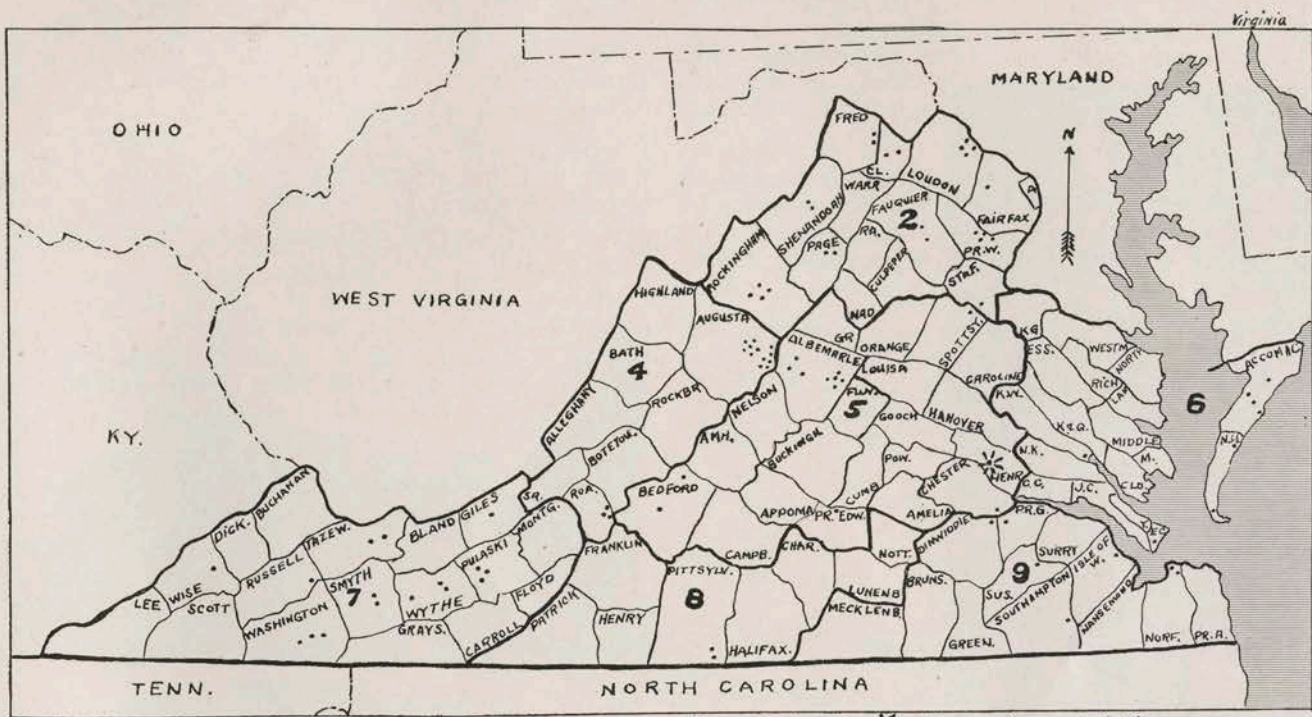 Virginia
MARYLAND
OHIO
N
FRED
CL.
LOUDON
WARR
A
FAUQUIER
FAIRFAX
SHENANDOAH
2
PAGE
RA.
PR.W.
ROCKINGHAM
CULPEPER
STAF.
WEST VIRGINIA
HIGHLAND
MAD
AUGUSTA
GR
ORANGE
SPOTTSY.
KG
ALBEMARLE
ESS.
WESTM
NORTH
ACCOMAC
BATH
4
LOUISA
CAROLINE
RICH
LAN
6
ROCKBR
NELSON
FLUV.
5
K.W.
ALLEGHANY
GOOCH
HANOVER
K&Q.
MIDDLE
KY.
AMH.
BUCKINGH
N.K.
M.
BOTETOU.
POW.
HENR
GLO.
CHESTER
C.C.
J.C.
BUCHANAN
ROA.
BEDFORD
CUMB
DICK.
GILES
APPOMA
PR. EDW.
AMELIA
PR.G.
TAZEW.
BLAND
MONTG.
DINWIDDIE
PULASKI
FRANKLIN
CAMPB.
CHAR.
NOTT.
SURRY
WISE
RUSSELL
SMYTH
PITTSYLV.
ISLE OF W.
LEE
7
WYTHE
FLOYD
LUNENB
BRUNS.
9
SCOTT
PATRICK
8
SUS.
WASHINGTON
HENRY
MECKLENB
SOUTHAMPTON
NANSEMOND
GRAYS.
CARROLL
GREEN.
NORF.
PR.A.
HALIFAX.
TENN.
NORTH CAROLINA